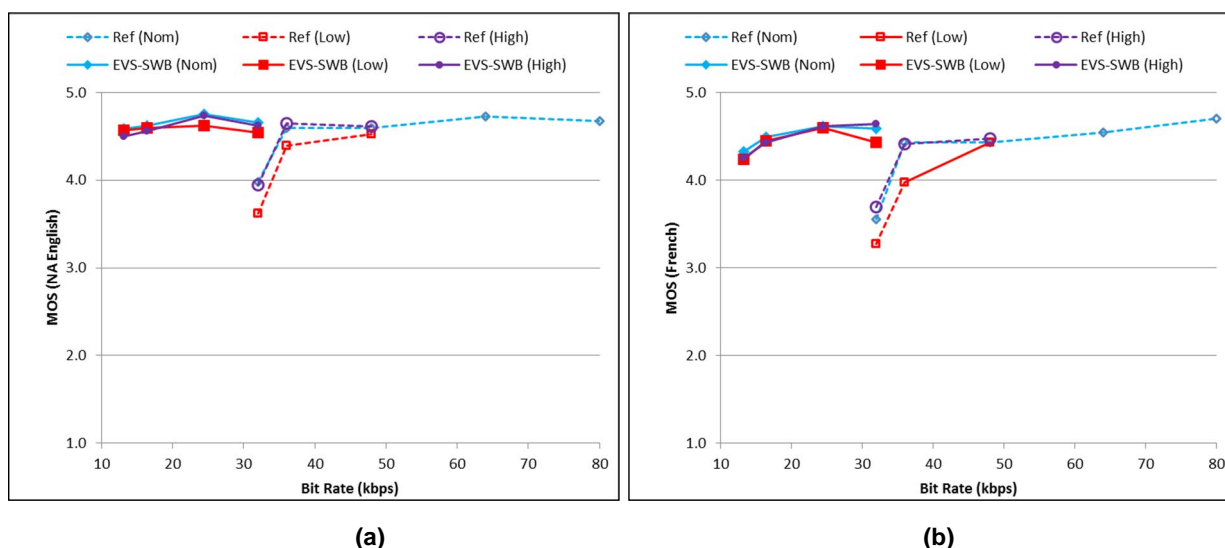 Ref (Nom) Ref (Low) Ref (High)
EVS-SWB (Nom) EVS-SWB (Low) EVS-SWB (High)
5.0
4.0
3.0
2.0
1.0
MOS (NA English)
10 20 30 40 50 60 70 80
Bit Rate (kbps)
(a)
Ref (Nom) Ref (Low) Ref (High)
EVS-SWB (Nom) EVS-SWB (Low) EVS-SWB (High)
5.0
4.0
3.0
2.0
1.0
MOS (French)
10 20 30 40 50 60 70 80
Bit Rate (kbps)
(b)